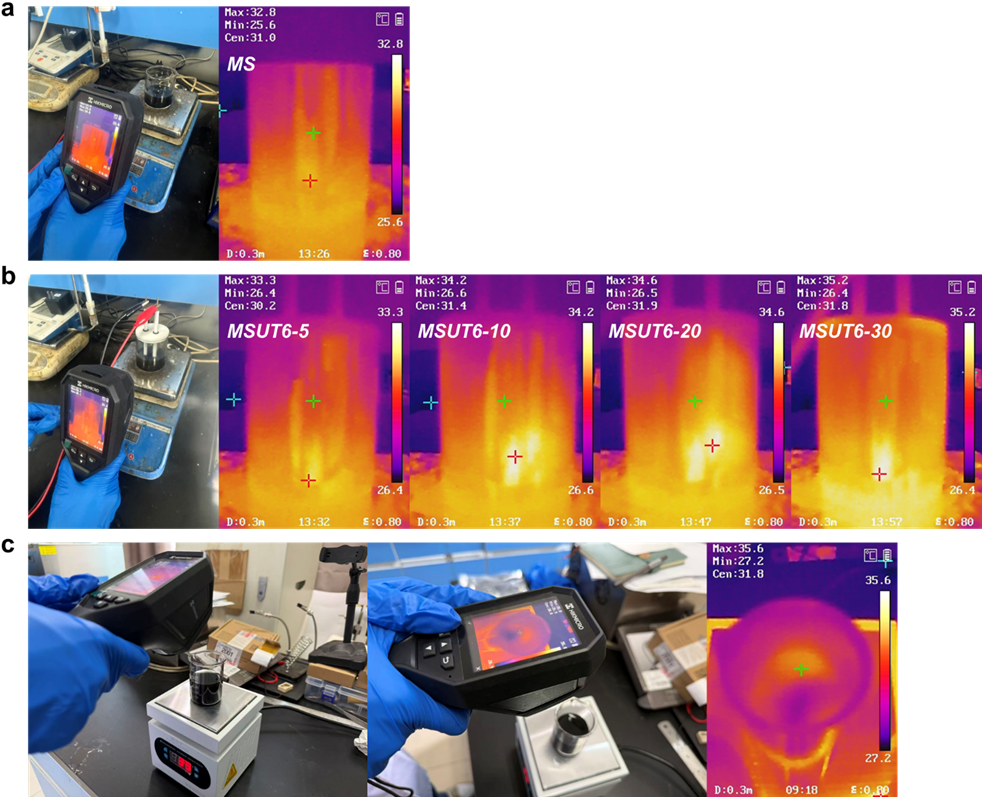 a
Max:32.8
Min:25.6
Cen:31.0
℃
32.8
MS
25.6
D:0.3m 13:26 ε:0.80
HIKMICRO
b
Max:33.3
Min:26.4
Cen:30.2
℃
33.3
MSUT6-5
26.4
D:0.3m 13:32 ε:0.80
Max:34.2
Min:26.6
Cen:31.4
℃
34.2
MSUT6-10
26.6
D:0.3m 13:37 ε:0.80
Max:34.6
Min:26.5
Cen:31.9
℃
34.6
MSUT6-20
26.5
D:0.3m 13:47 ε:0.80
Max:35.2
Min:26.4
Cen:31.8
℃
35.2
MSUT6-30
26.4
D:0.3m 13:57 ε:0.80
HIKMICRO
c
HIKMICRO
Max:35.6
Min:27.2
Cen:31.8
℃
35.6
27.2
D:0.3m 09:18 ε:0.80